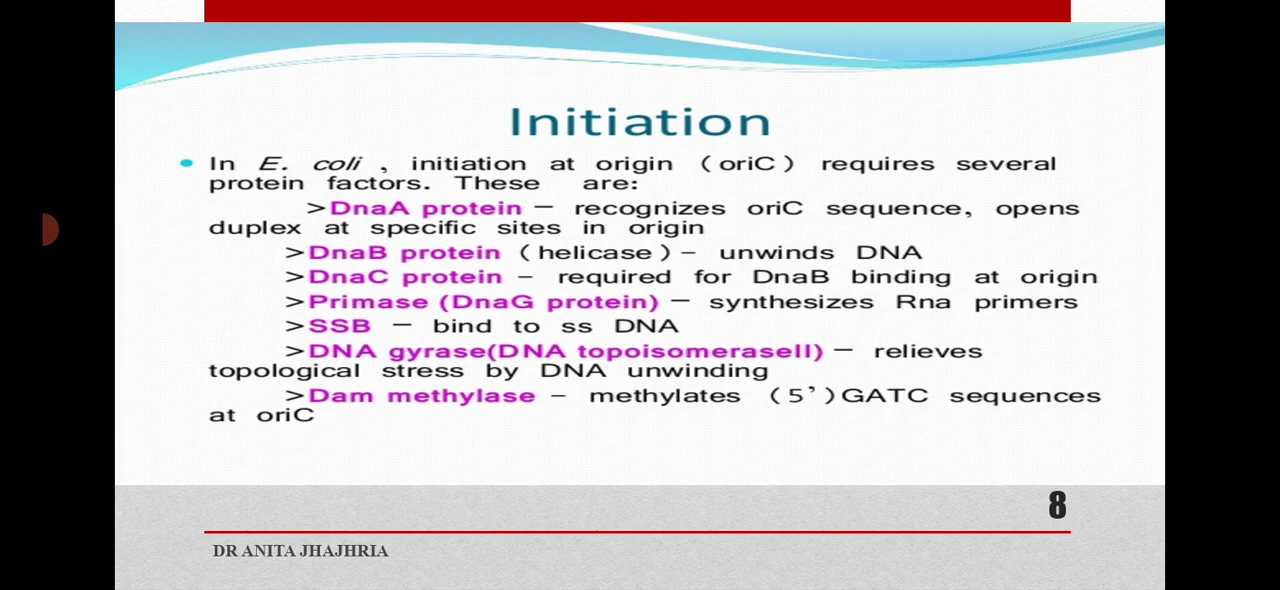 Initiation
In E. coli , initiation at origin (oriC) requires several
protein factors. These are:
>DnaA protein – recognizes oriC sequence, opens
duplex at specific sites in origin
>DnaB protein (helicase)– unwinds DNA
>DnaC protein – required for DnaB binding at origin
>Primase (DnaG protein) – synthesizes Rna primers
>SSB – bind to ss DNA
>DNA gyrase(DNA topoisomeraseII) – relieves
topological stress by DNA unwinding
>Dam methylase – methylates (5’)GATC sequences
at oriC
8
DR ANITA JHAJHRIA